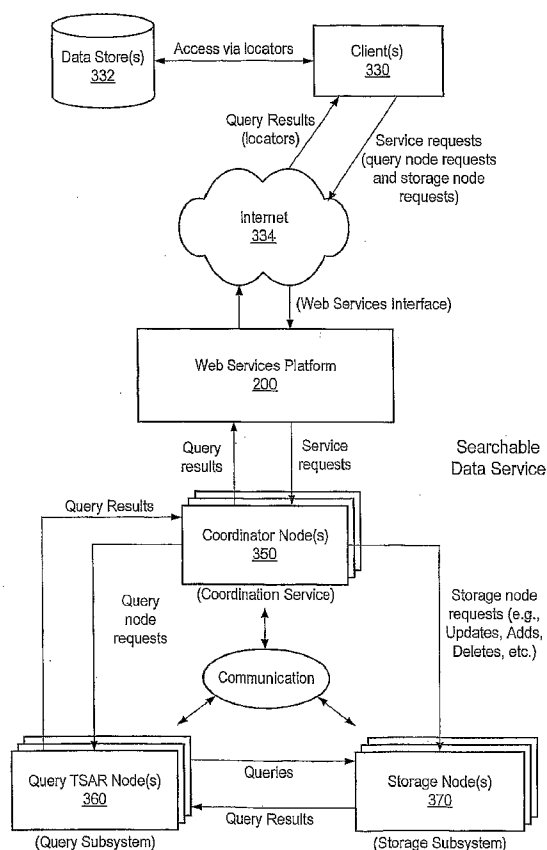 Data Store(s)
332
Access via locators
Client(s)
330
Query Results
(locators)
Service requests
(query node requests
and storage node
requests)
Internet
334
(Web Services Interface)
Web Services Platform
200
Query
results
Service
requests
Searchable
Data Service
Query Results
Coordinator Node(s)
350
(Coordination Service)
Query
node
requests
Storage node
requests (e.g.,
Updates, Adds,
Deletes, etc.)
Communication
Query TSAR Node(s)
360
(Query Subsystem)
Queries
Query Results
Storage Node(s)
370
(Storage Subsystem)